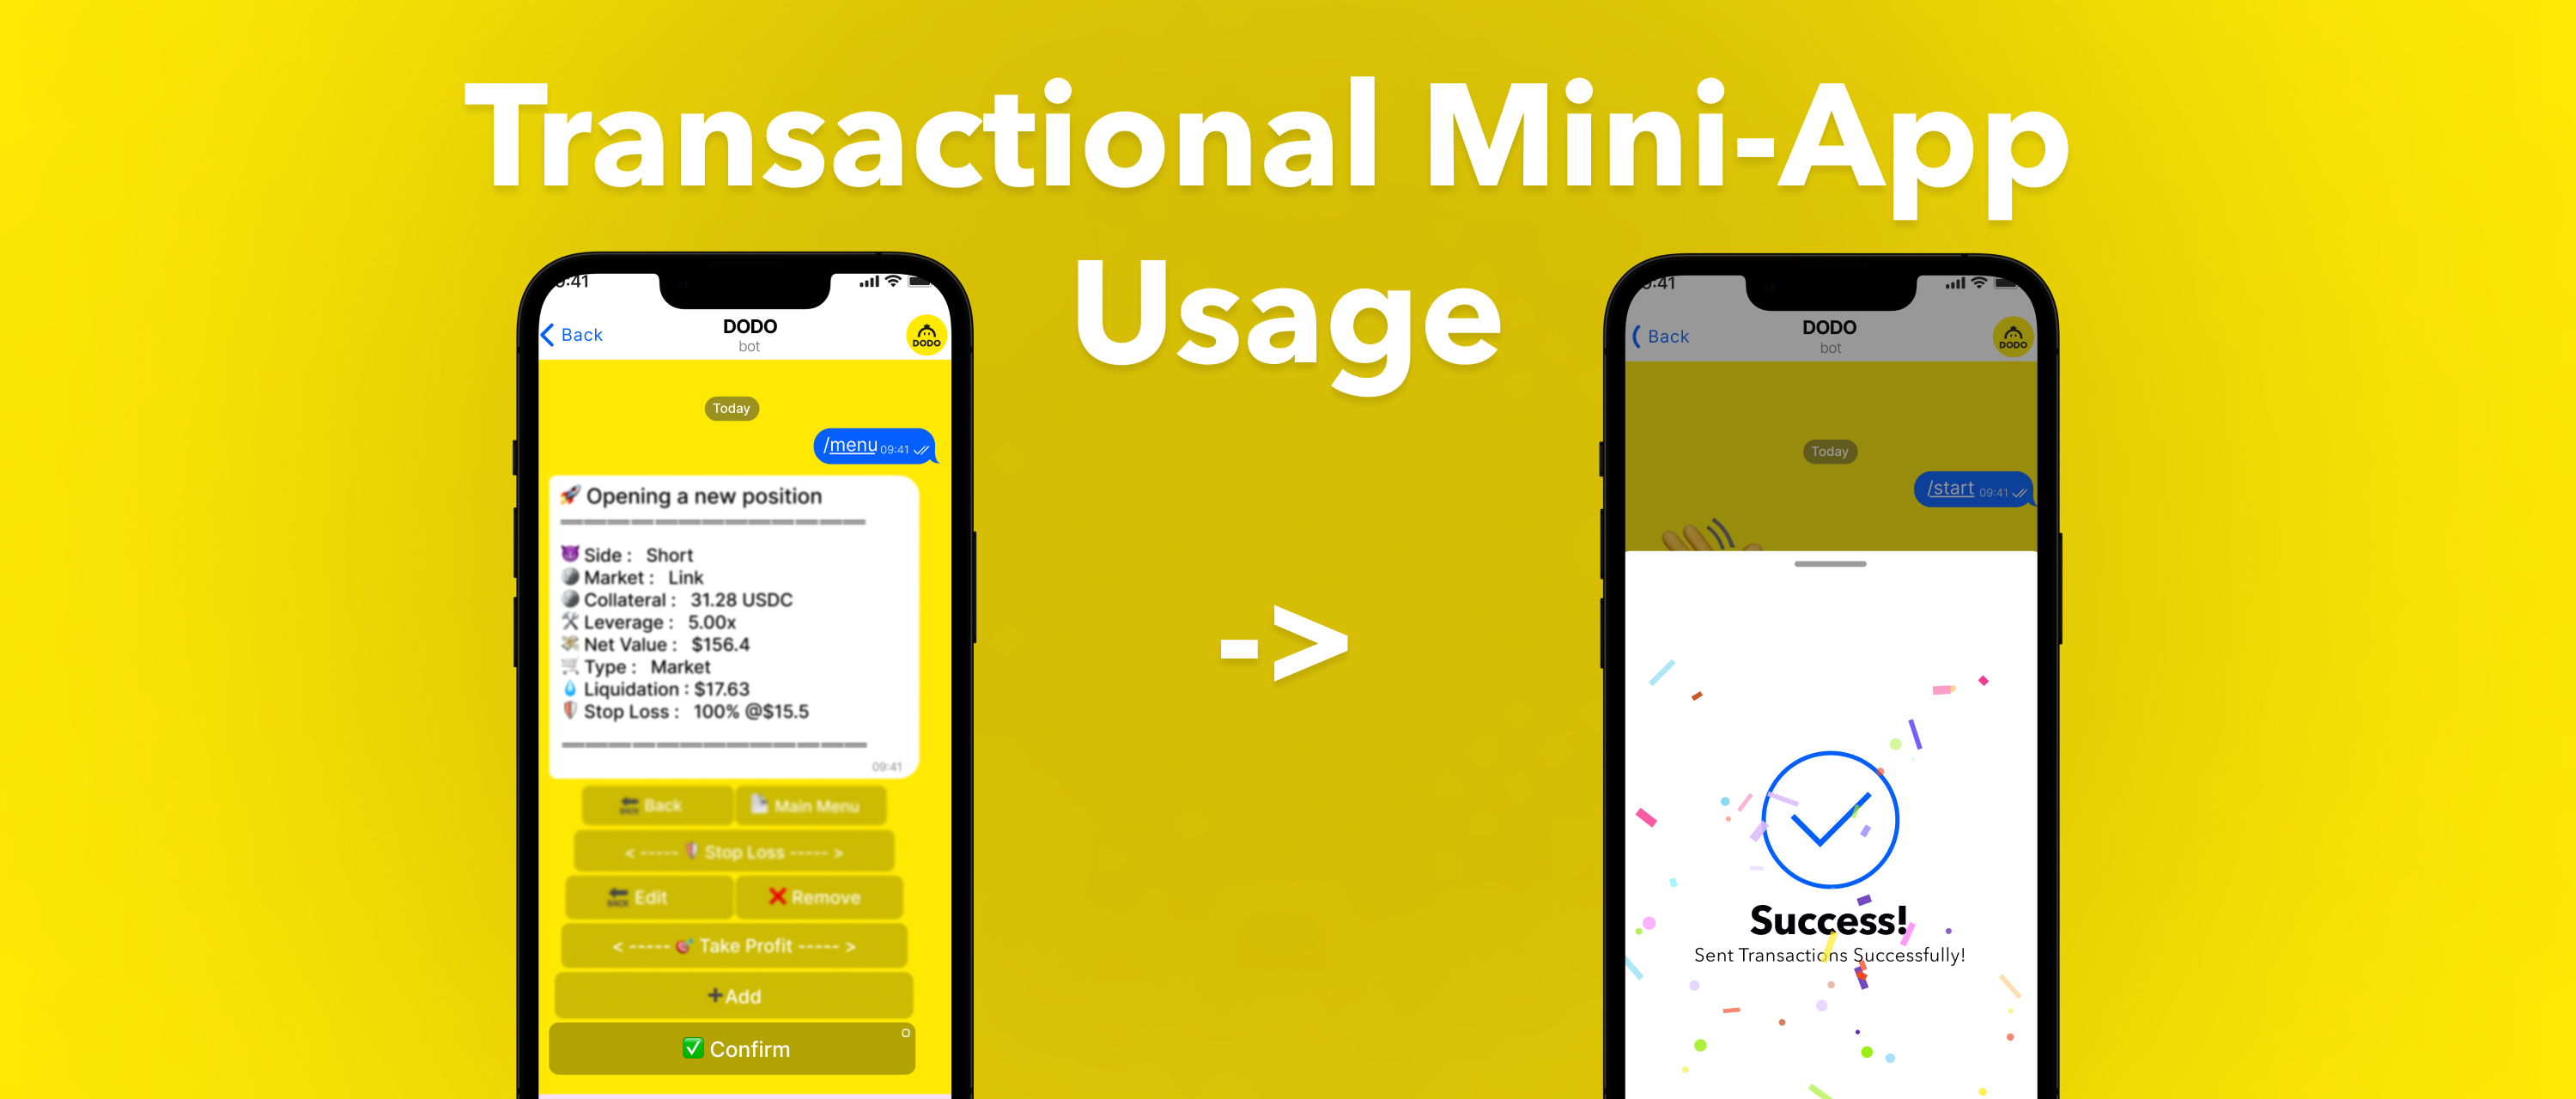 Transactional Mini-App
Usage
->
9:41
Back
DODO
bot
DODO
Today
/menu 09:41
Opening a new position
Side : Short
Market : Link
Collateral : 31.28 USDC
Leverage : 5.00x
Net Value : $156.4
Type : Market
Liquidation : $17.63
Stop Loss : 100% @$15.5
09:41
BACK Back
Main Menu
< ----- Stop Loss ----- >
BACK Edit
Remove
< ----- Take Profit ----- >
+Add
Confirm
9:41
Back
DODO
bot
DODO
Today
/start 09:41
Success!
Sent Transactions Successfully!